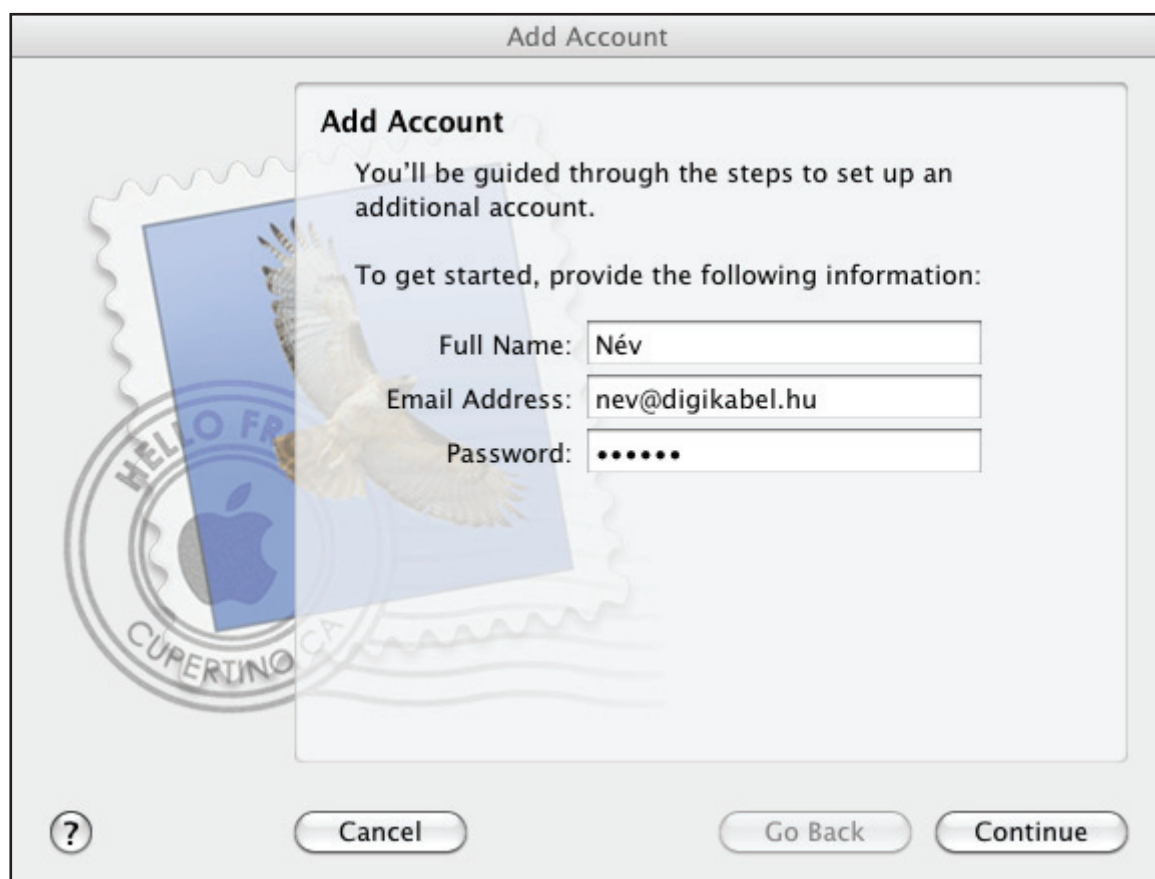 Add Account
Add Account
You'll be guided through the steps to set up an
additional account.
To get started, provide the following information:
Full Name: Név
Email Address: nev@digikabel.hu
Password: ••••••
HELLO FR
CUPERTINO CA
? Cancel Go Back Continue